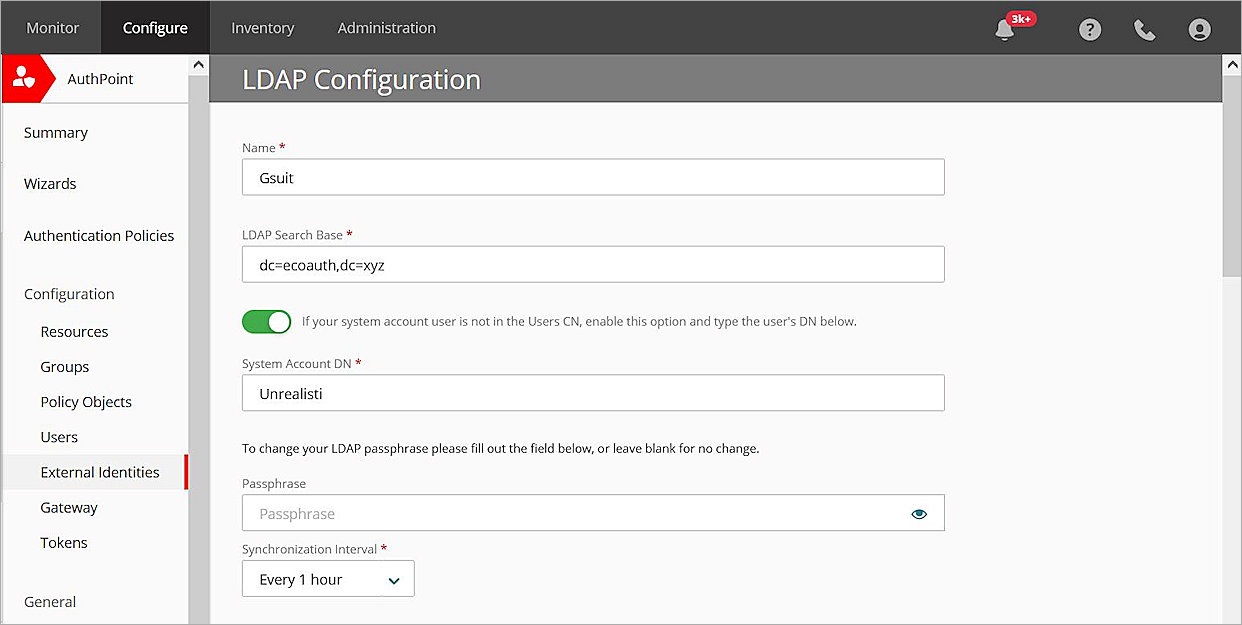 Monitor Configure Inventory Administration 3k+ ?
AuthPoint
LDAP Configuration
Summary
Wizards
Authentication Policies
Configuration
Resources
Groups
Policy Objects
Users
External Identities
Gateway
Tokens
General
Name *
Gsuit
LDAP Search Base *
dc=ecoauth,dc=xyz
If your system account user is not in the Users CN, enable this option and type the user's DN below.
System Account DN *
Unrealisti
To change your LDAP passphrase please fill out the field below, or leave blank for no change.
Passphrase
Passphrase
Synchronization Interval *
Every 1 hour